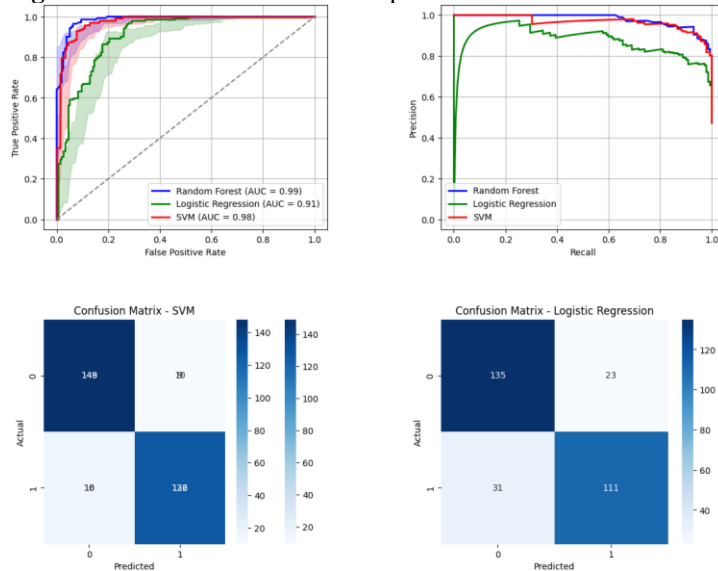 1.0
0.8
0.6
0.4
0.2
0.0
True Positive Rate
0.0 0.2 0.4 0.6 0.8 1.0
False Positive Rate
Random Forest (AUC = 0.99)
Logistic Regression (AUC = 0.91)
SVM (AUC = 0.98)
1.0
0.8
0.6
0.4
0.2
0.0
Precision
0.0 0.2 0.4 0.6 0.8 1.0
Recall
Random Forest
Logistic Regression
SVM
Confusion Matrix - SVM
Actual
0
1
0 1
Predicted
140
120
100
80
60
40
20
140
120
100
80
60
40
20
Confusion Matrix - Logistic Regression
Actual
0 135 23
1 31 111
0 1
Predicted
120
100
80
60
40